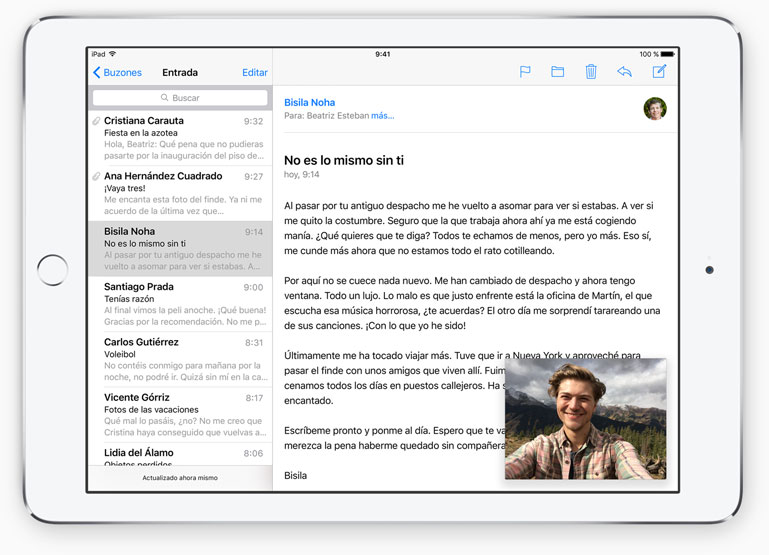 iPad
9:41
100 %
Buzones
Entrada
Editar
Buscar
Cristiana Carauta 9:32
Fiesta en la azotea
Hola, Beatriz: Qué pena que no pudieras
pasarte por la inauguración del piso de...
Ana Hernández Cuadrado 9:27
¡Vaya tres!
Me encanta esta foto del finde. Ya ni me
acuerdo de la última vez que...
Bisila Noha 9:14
No es lo mismo sin ti
Al pasar por tu antiguo despacho me he
vuelto a asomar para ver si estabas. A...
Santiago Prada 9:00
Tenías razón
Al final vimos la peli anoche. ¡Qué buena!
Gracias por la recomendación. No me p...
Carlos Gutiérrez 8:31
Voleibol
No contéis conmigo para mañana por la
noche, no podré ir. Quizá sin mí en la ca...
Vicente Górriz 8:17
Fotos de las vacaciones
Qué mal lo pasáis, ¿no? No me creo que
Cristina haya conseguido que vuelvas a...
Lidia del Álamo 8:06
Objetos perdidos
Actualizado ahora mismo
Bisila Noha
Para: Beatriz Esteban más...
No es lo mismo sin ti
hoy, 9:14
Al pasar por tu antiguo despacho me he vuelto a asomar para ver si estabas. A ver si
me quito la costumbre. Seguro que la que trabaja ahora ahí ya me está cogiendo
manía. ¿Qué quieres que te diga? Todos te echamos de menos, pero yo más. Eso sí,
me cunde más ahora que no estamos todo el rato cotilleando.
Por aquí no se cuece nada nuevo. Me han cambiado de despacho y ahora tengo
ventana. Todo un lujo. Lo malo es que justo enfrente está la oficina de Martín, el que
escucha esa música horrorosa, ¿te acuerdas? El otro día me sorprendí tarareando una
de sus canciones. ¡Con lo que yo he sido!
Últimamente me ha tocado viajar más. Tuve que ir a Nueva York y aproveché para
pasar el finde con unos amigos que viven allí. Fuim
cenamos todos los días en puestos callejeros. Ha s
encantado.
Escríbeme pronto y ponme al día. Espero que te va
merezca la pena haberme quedado sin compañera
Bisila